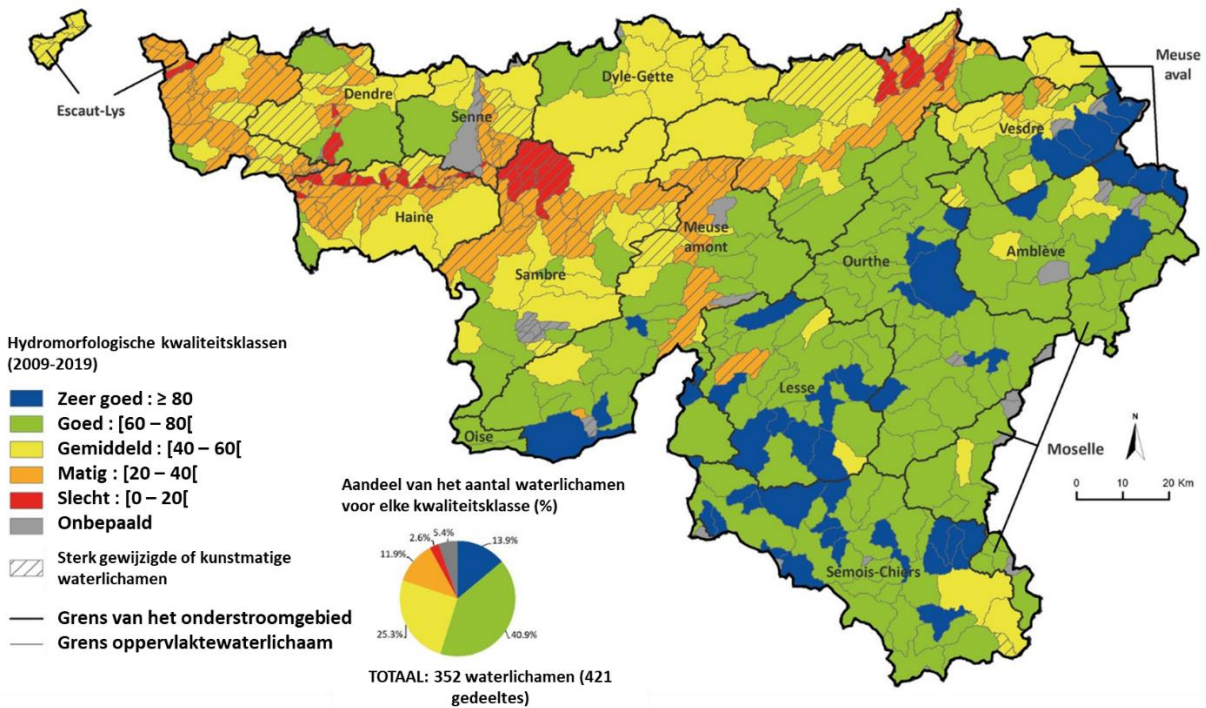 Escaut-Lys
Dendre
Senne
Dyle-Gette
Meuse
aval
Vesdre
Haine
Meuse
amont
Ourthe
Amblève
Sambre
Lesse
Oise
Moselle
Semois-Chiers
N
0 10 20 Km
Hydromorfologische kwaliteitsklassen
(2009-2019)
Zeer goed : ≥ 80
Goed : [60 – 80[
Gemiddeld : [40 – 60[
Matig : [20 – 40[
Slecht : [0 – 20[
Onbepaald
Sterk gewijzigde of kunstmatige
waterlichamen
Grens van het onderstroomgebied
Grens oppervlaktewaterlichaam
Aandeel van het aantal waterlichamen
voor elke kwaliteitsklasse (%)
5.4%
2.6%
13.9%
11.9%
25.3%
40.9%
TOTAAL: 352 waterlichamen (421
gedeeltes)